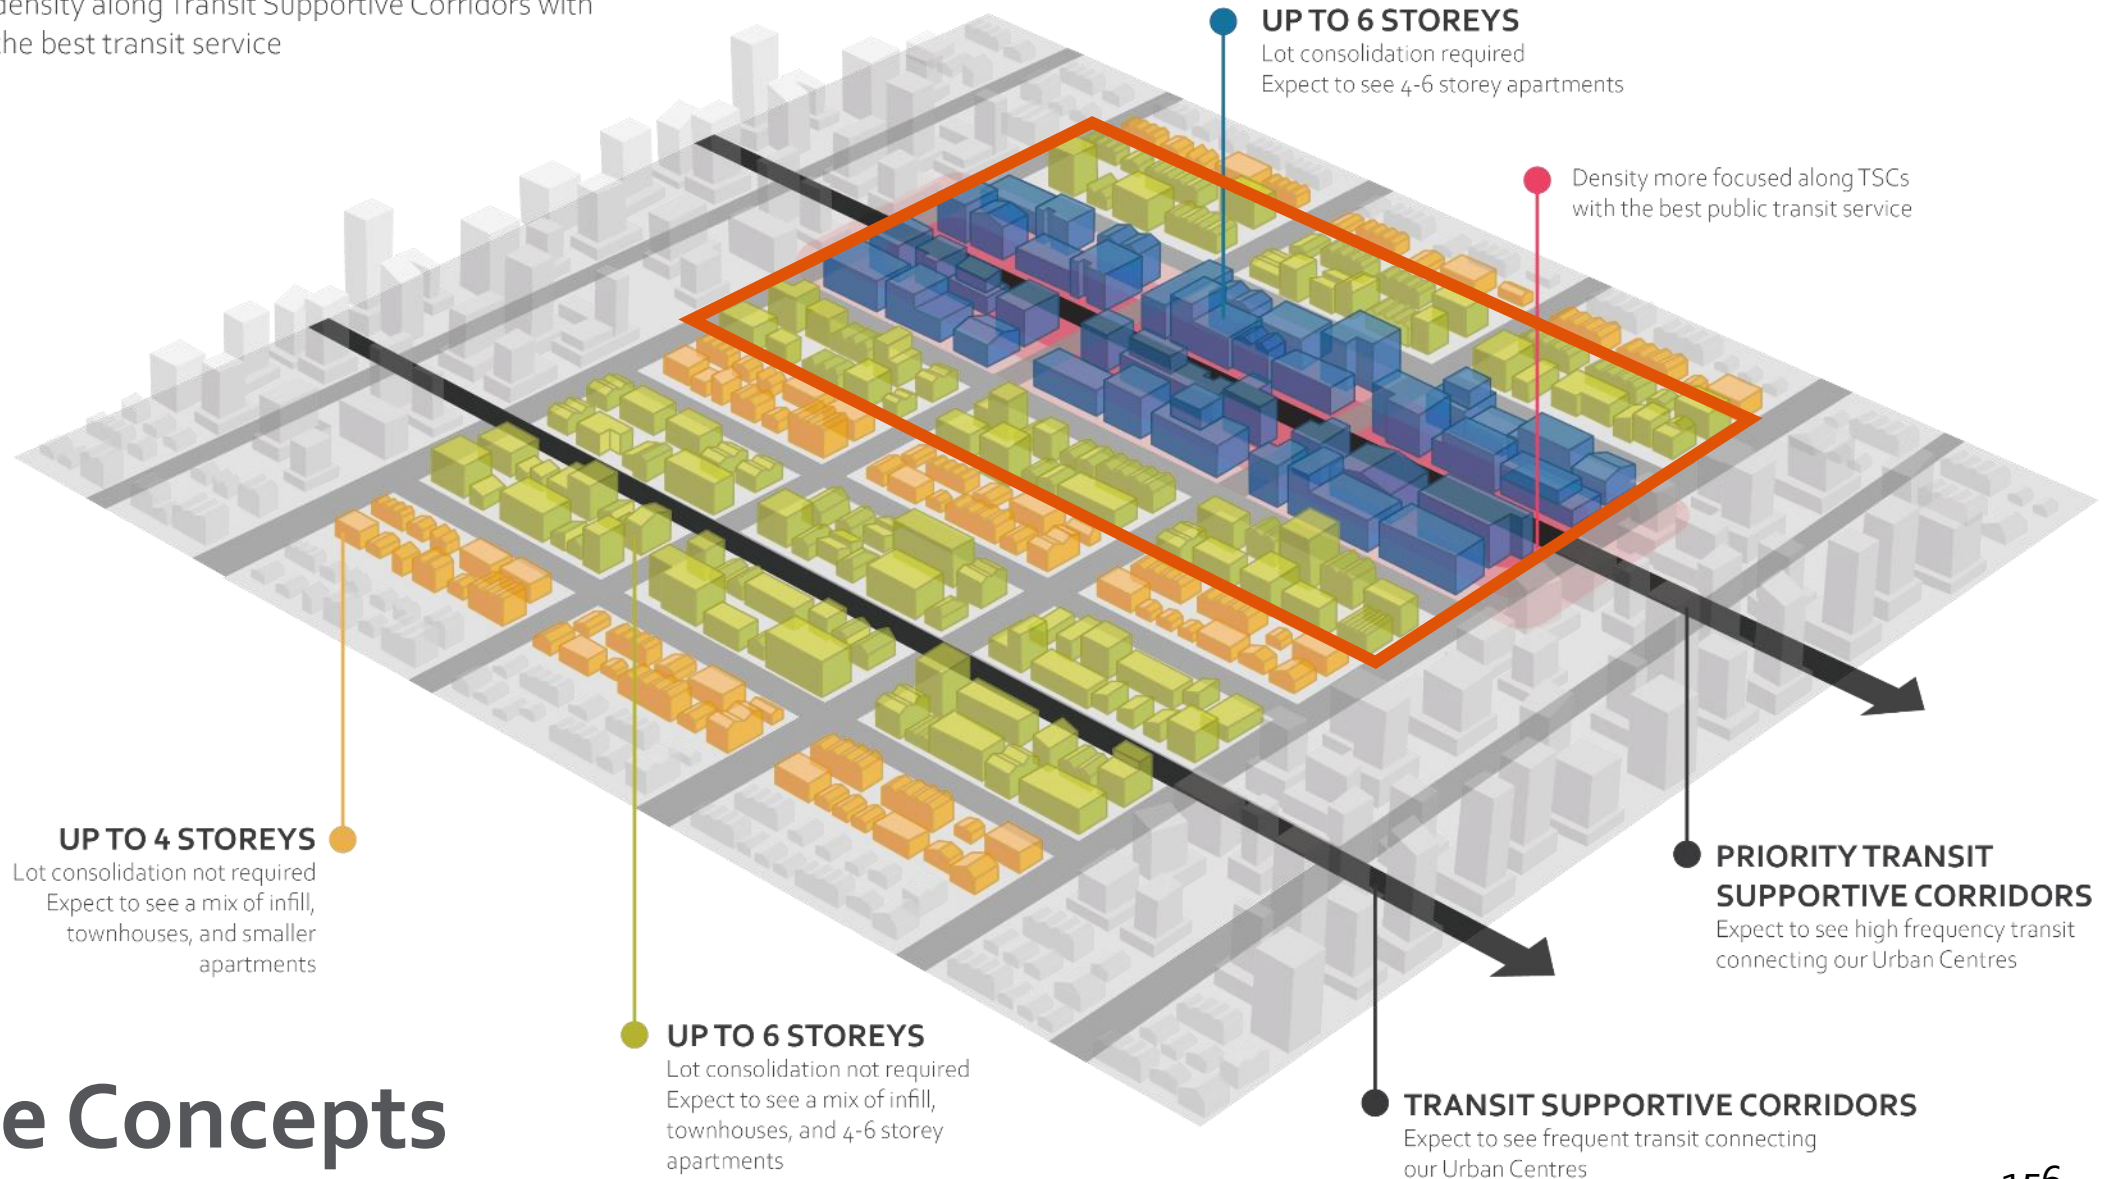 density along Transit Supportive Corridors with
the best transit service
UP TO 6 STOREYS
Lot consolidation required
Expect to see 4-6 storey apartments
Density more focused along TSCs
with the best public transit service
UP TO 4 STOREYS
Lot consolidation not required
Expect to see a mix of infill,
townhouses, and smaller
apartments
PRIORITY TRANSIT
SUPPORTIVE CORRIDORS
Expect to see high frequency transit
connecting our Urban Centres
UP TO 6 STOREYS
Lot consolidation not required
Expect to see a mix of infill,
townhouses, and 4-6 storey
apartments
TRANSIT SUPPORTIVE CORRIDORS
Expect to see frequent transit connecting
our Urban Centres
e Concepts
156